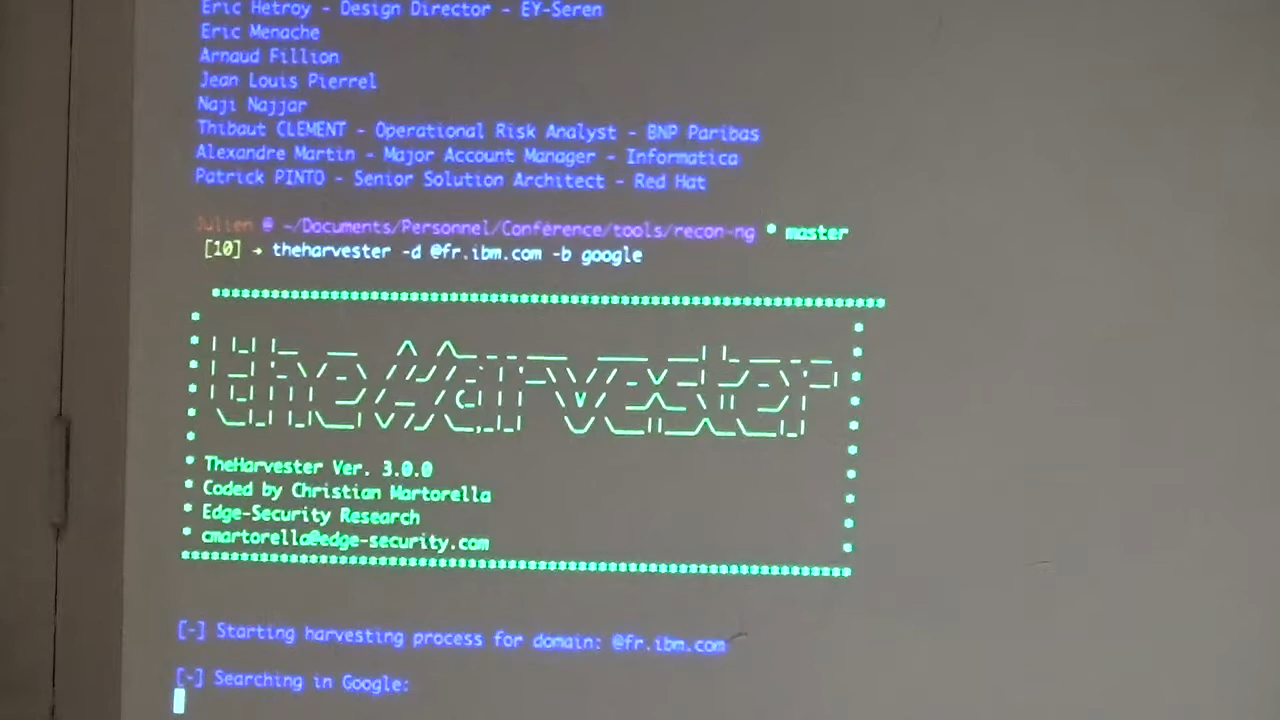 Eric Hetroy - Design Director - EY-Seren
Eric Menache
Arnaud Fillion
Jean Louis Pierrel
Naji Najjar
Thibaut CLEMENT - Operational Risk Analyst - BNP Paribas
Alexandre Martin - Major Account Manager - Informatica
Patrick PINTO - Senior Solution Architect - Red Hat
Julien @ ~/Documents/Personnel/Conférence/tools/recon-ng * master
[10] → theharvester -d @fr.ibm.com -b google
*******************************************************************
theHarvester
* TheHarvester Ver. 3.0.0 *
* Coded by Christian Martorella *
* Edge-Security Research *
* cmartorella@edge-security.com *
*******************************************************************
[-] Starting harvesting process for domain: @fr.ibm.com
[-] Searching in Google: